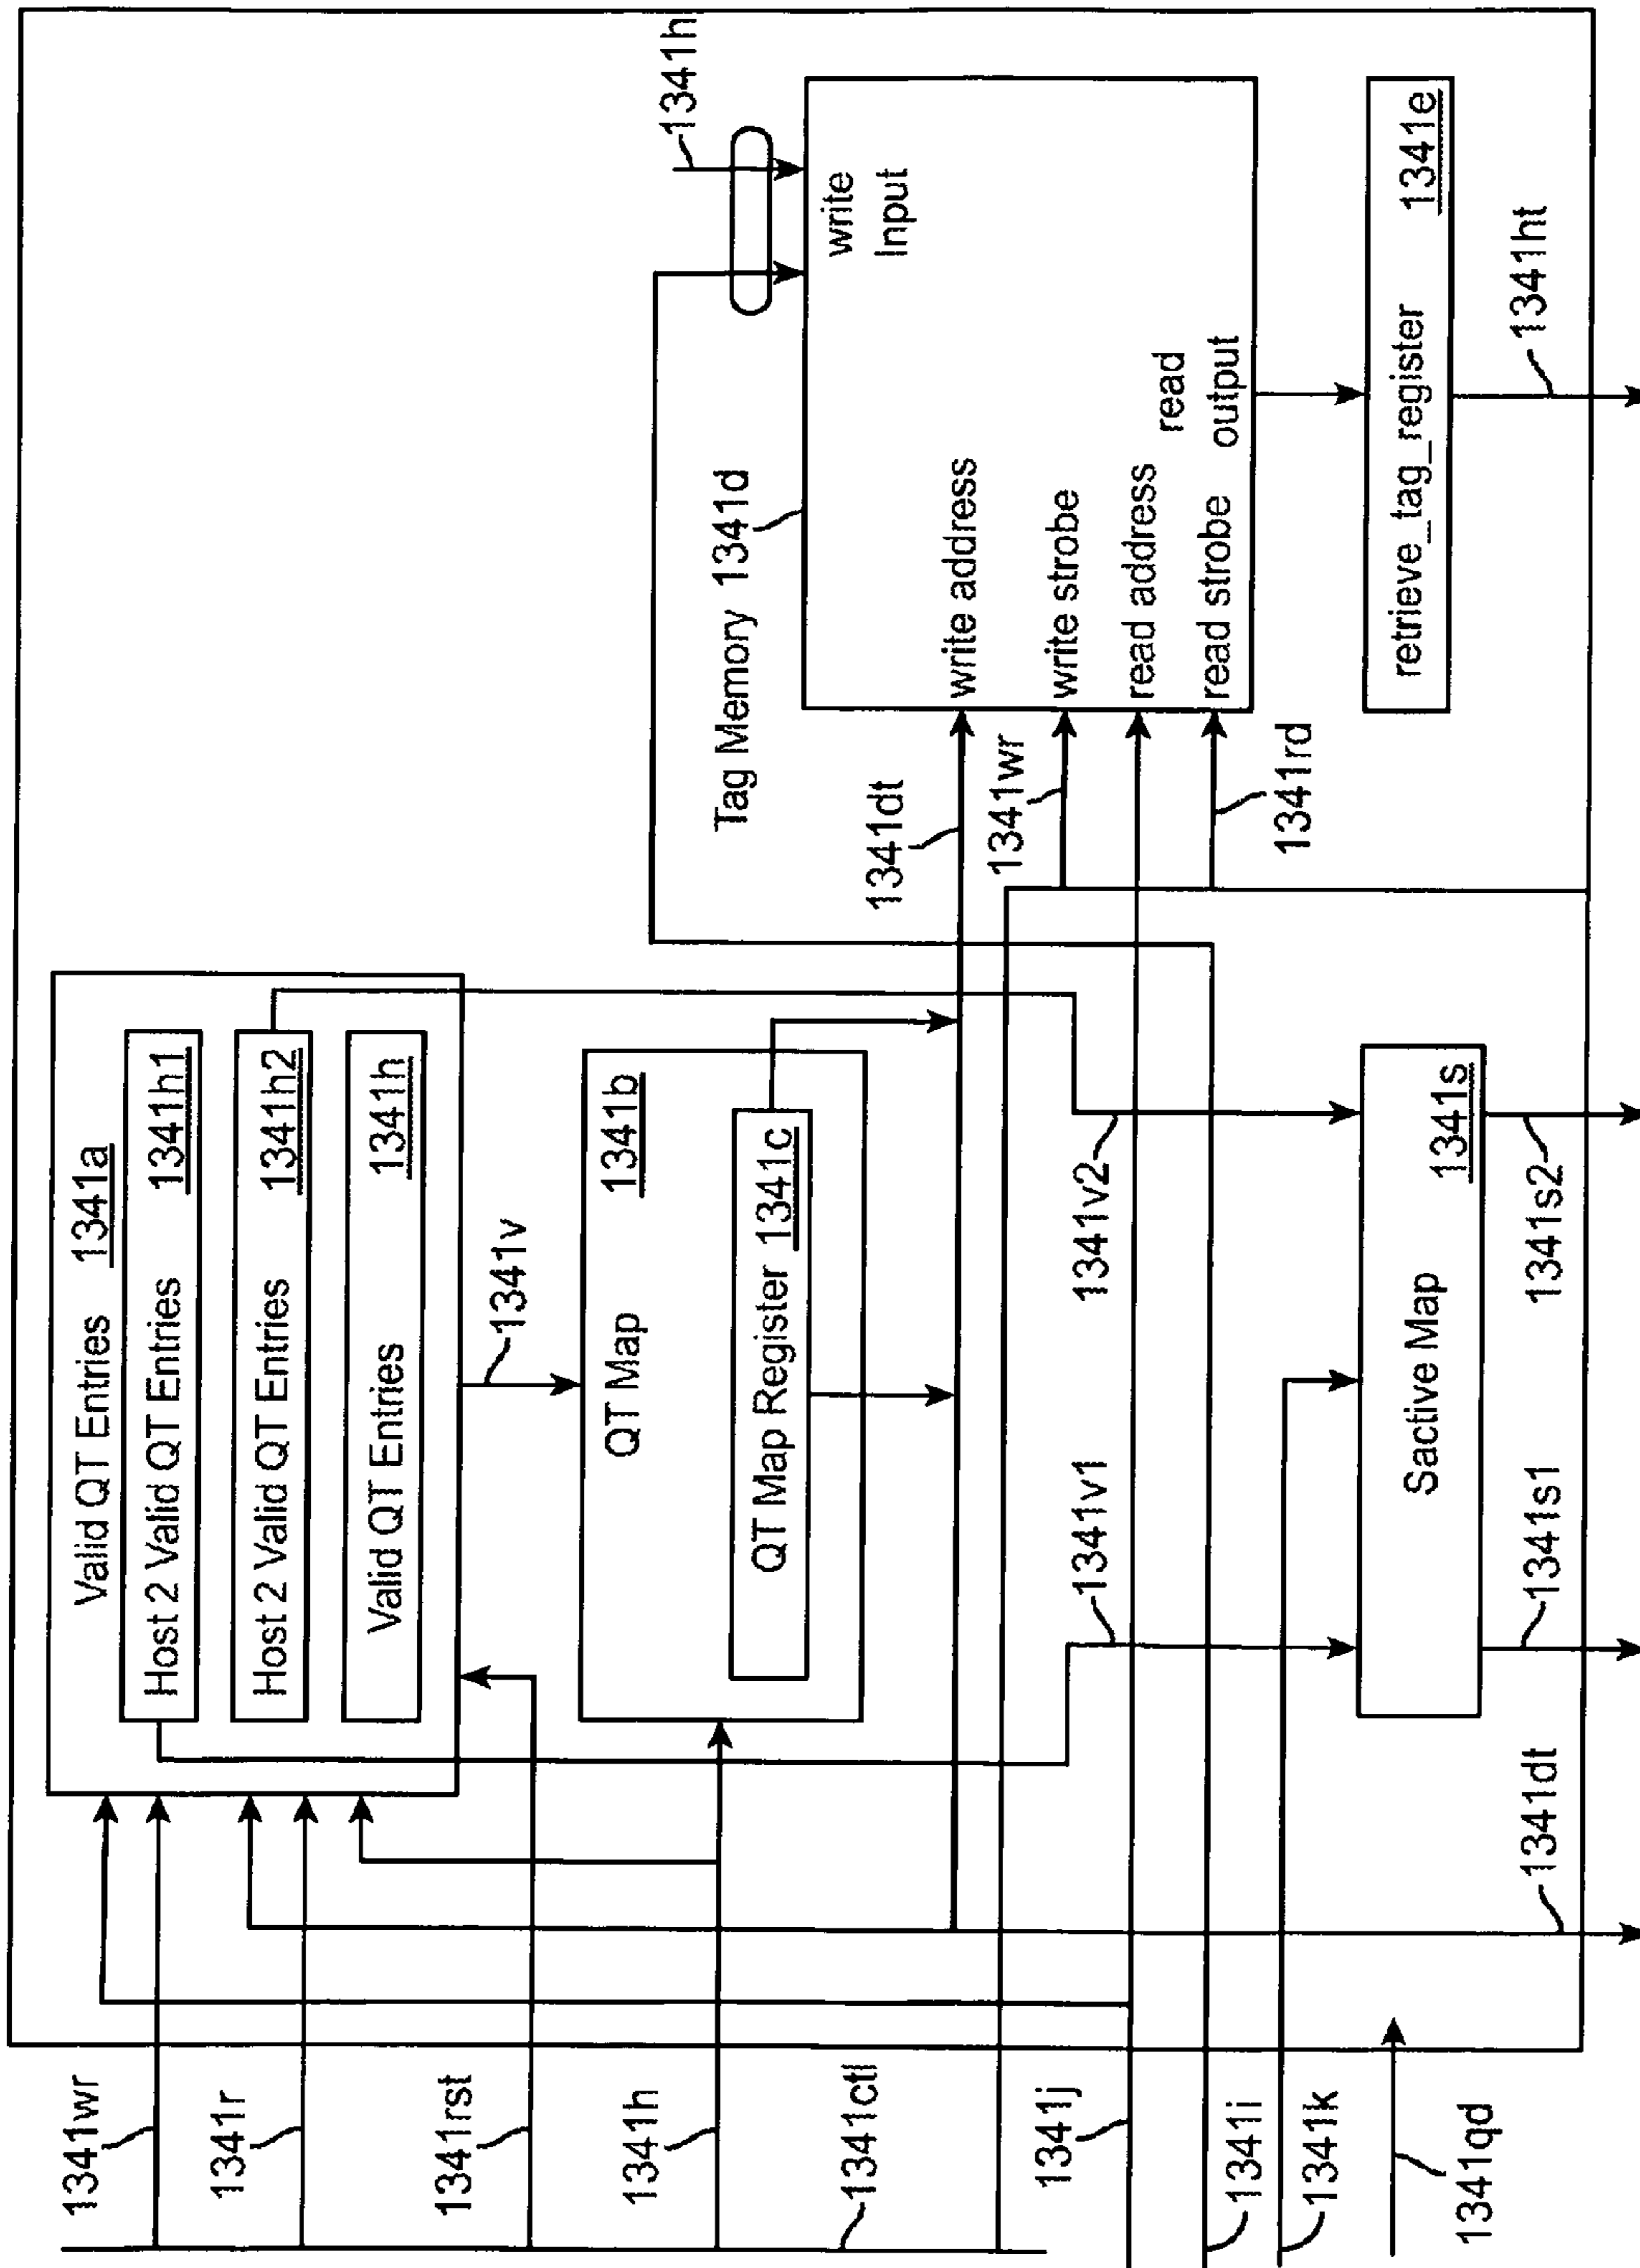 Valid QT Entries 1341a
Host 2 Valid QT Entries 1341h1
Host 2 Valid QT Entries 1341h2
Valid QT Entries 1341h
1341v
QT Map 1341b
QT Map Register 1341c
1341wr
1341r
1341rst
1341h
1341ctl
1341j
1341i
1341k
1341qd
1341v1
1341v2
Sactive Map 1341s
1341dt
1341s1
1341s2
Tag Memory 1341d
1341h
write
Input
1341dt
write address
1341wr
write strobe
read address
read strobe
1341rd
read
output
retrieve_tag_register 1341e
1341ht